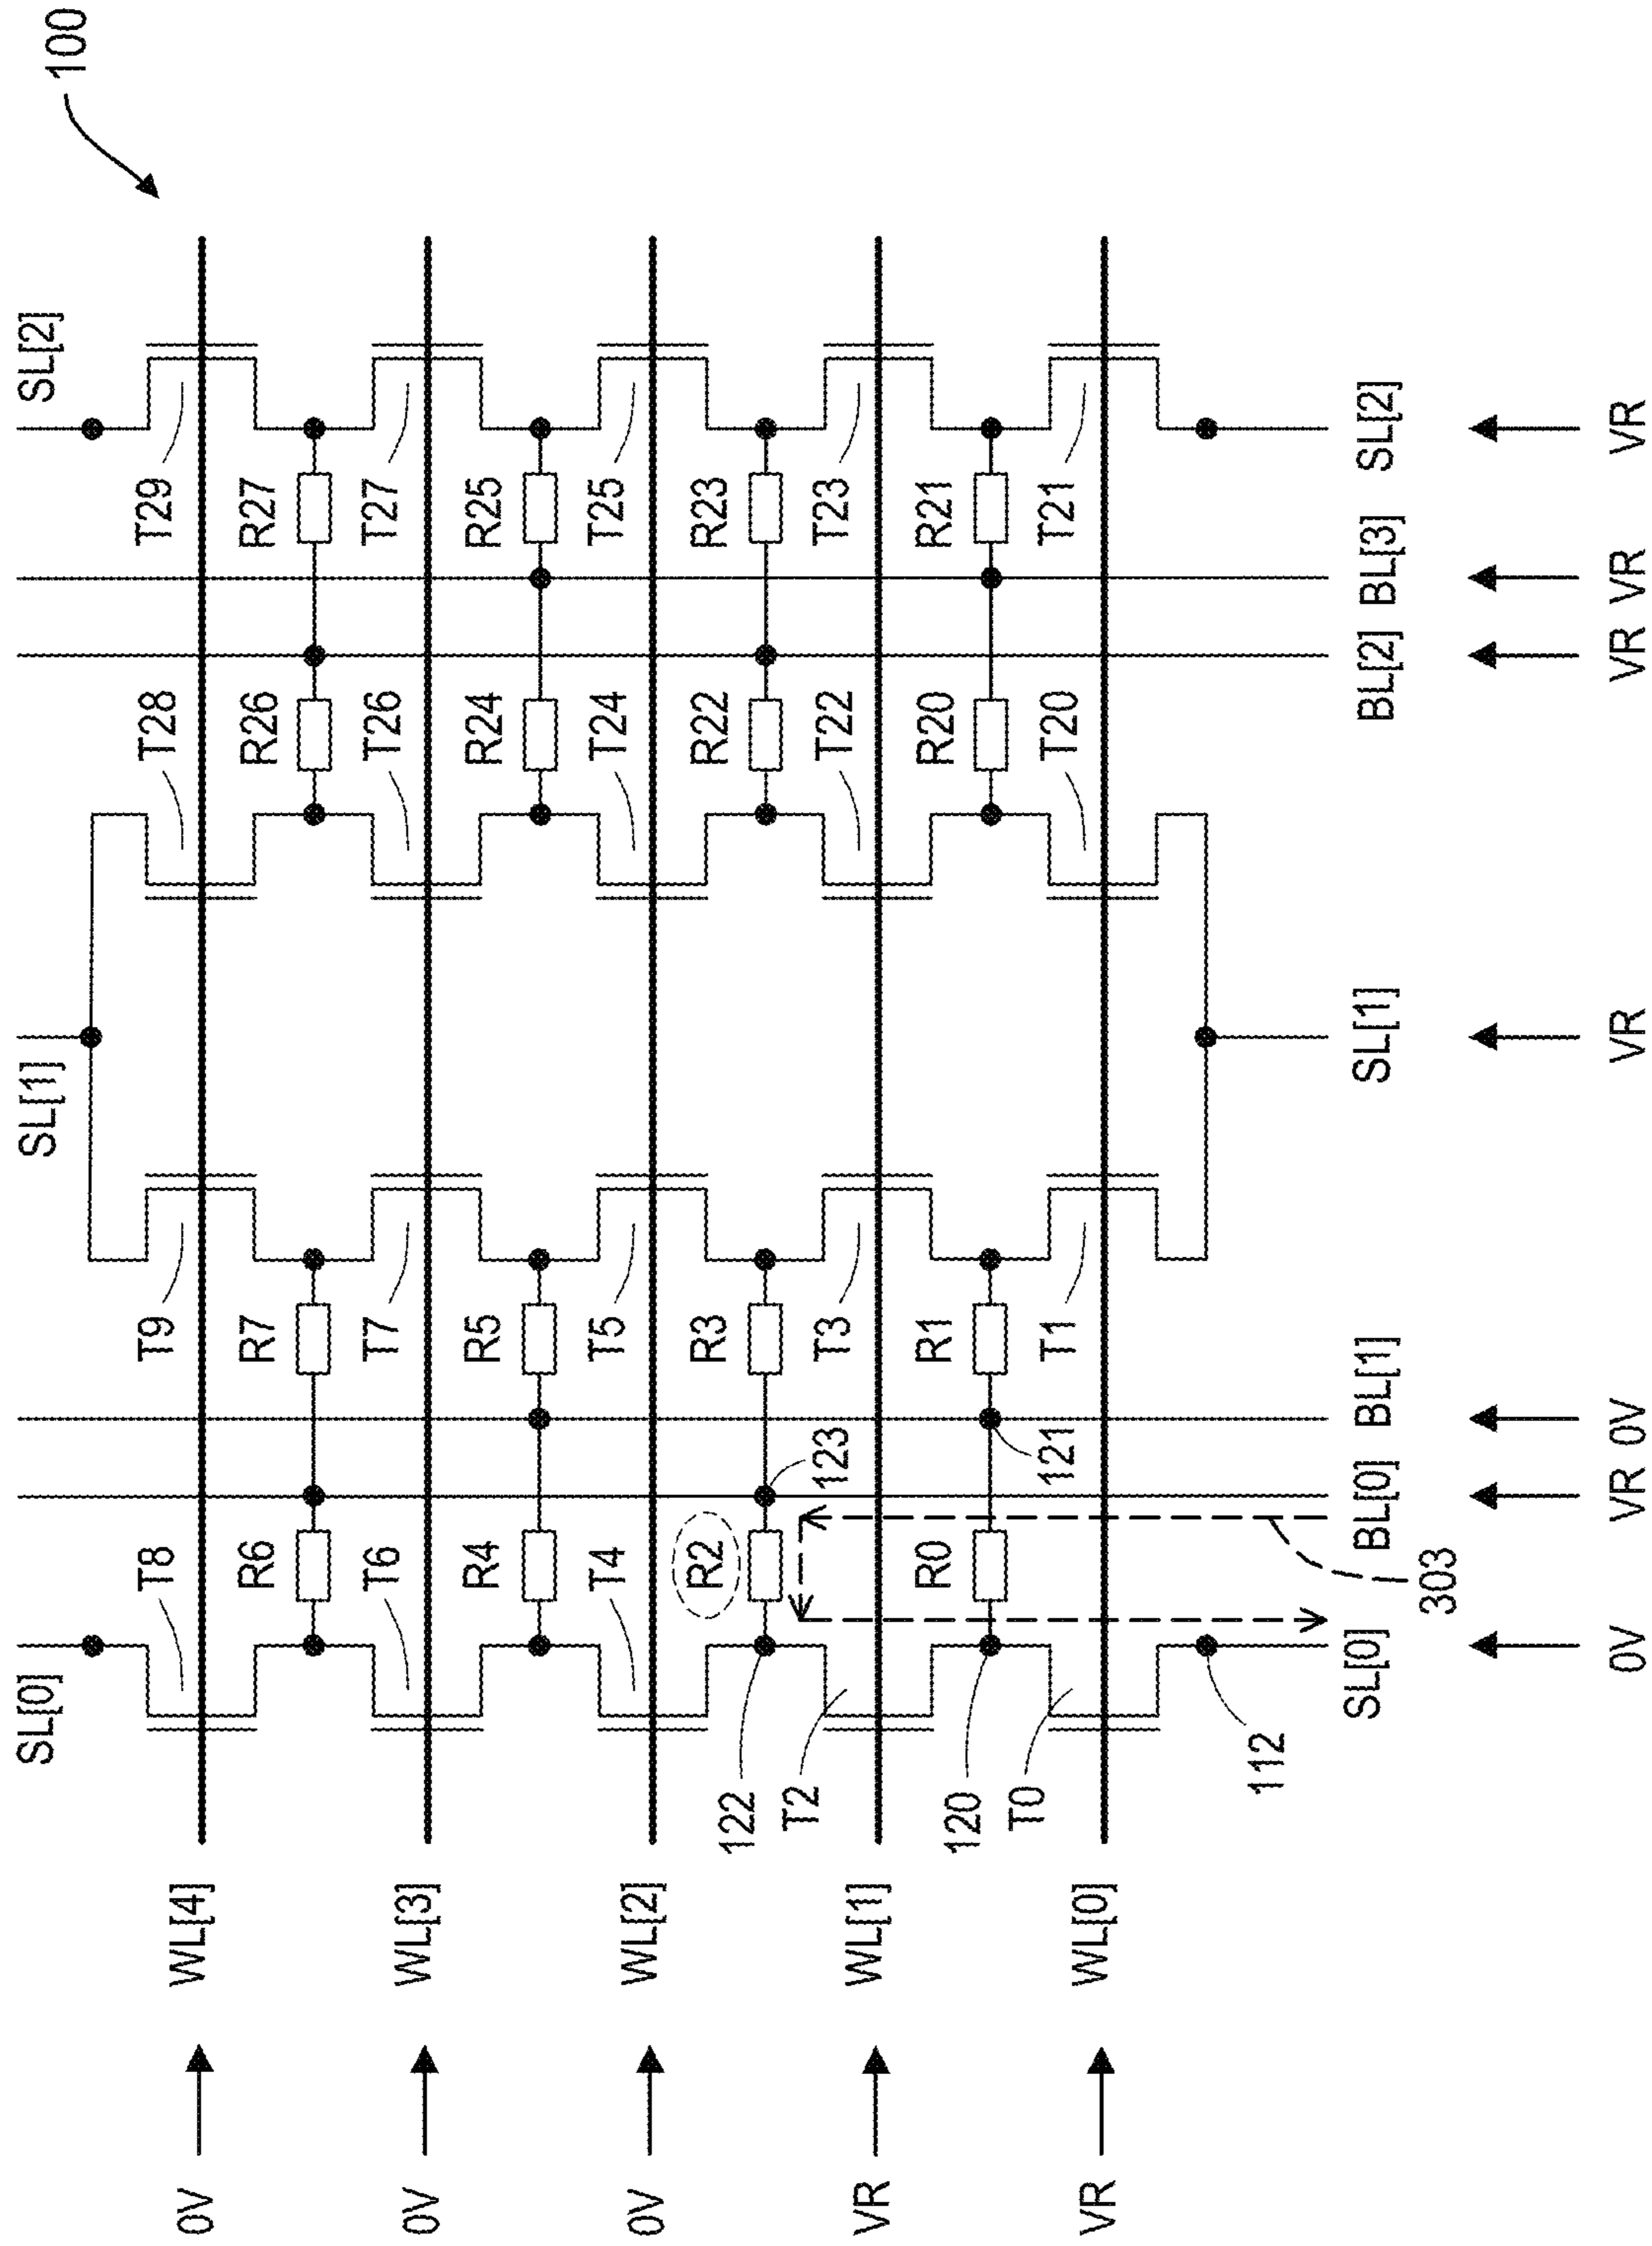 100
SL[0]
SL[1]
SL[2]
T8
T9
T28
T29
WL[4]
0V
R6
R7
R26
R27
T6
T7
T26
T27
WL[3]
0V
R4
R5
R24
R25
T4
T5
T24
T25
WL[2]
0V
R2
R3
R22
R23
122
123
T2
T3
T22
T23
WL[1]
VR
R0
R1
R20
R21
120
121
T0
T1
T20
T21
WL[0]
VR
112
SL[0]
BL[0]
BL[1]
SL[1]
BL[2]
BL[3]
SL[2]
303
0V
VR
0V
VR
VR
VR
VR